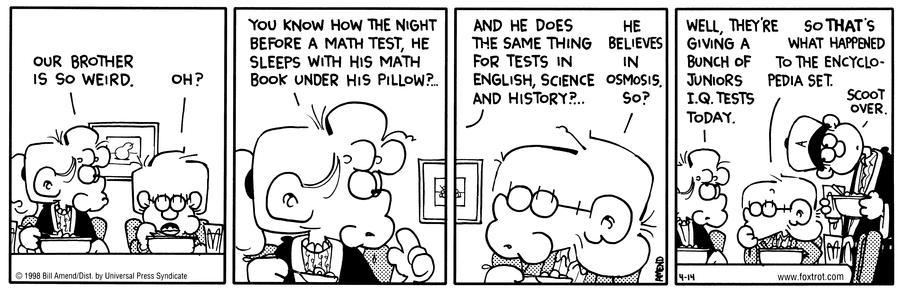 OUR BROTHER
IS SO WEIRD.
OH?
© 1998 Bill Amend/Dist. by Universal Press Syndicate
YOU KNOW HOW THE NIGHT
BEFORE A MATH TEST, HE
SLEEPS WITH HIS MATH
BOOK UNDER HIS PILLOW?...
AND HE DOES
THE SAME THING
FOR TESTS IN
ENGLISH, SCIENCE
AND HISTORY?...
HE
BELIEVES
IN
OSMOSIS.
SO?
AMEND
WELL, THEY'RE
GIVING A
BUNCH OF
JUNIORS
I.Q. TESTS
TODAY.
SO THAT'S
WHAT HAPPENED
TO THE ENCYCLO-
PEDIA SET.
SCOOT
OVER.
A
4-14
www.foxtrot.com